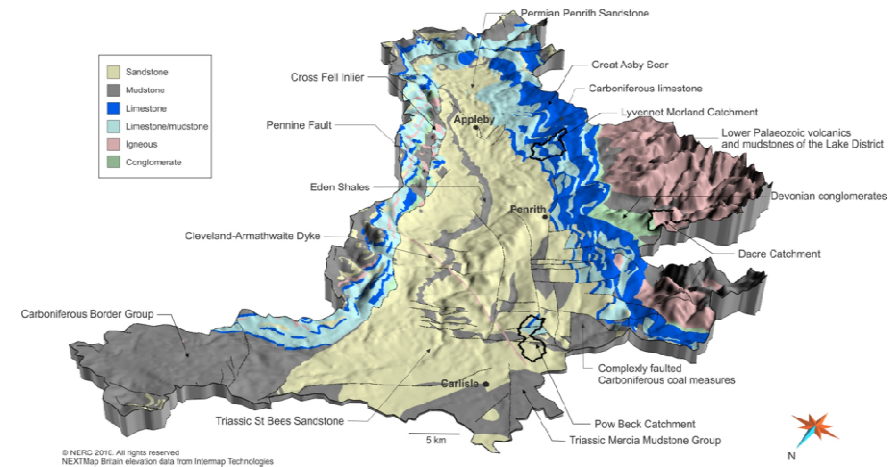 Permian Penrith Sandstone
Sandstone
Mudstone
Limestone
Limestone/mudstone
Igneous
Conglomerate
Cross Fell Inlier
Pennine Fault
Great Asby Scar
Carboniferous limestone
Lyvennet Morland Catchment
Appleby
Lower Palaeozoic volcanics
and mudstones of the Lake District
Eden Shales
Penrith
Devonian conglomerates
Cleveland-Armathwaite Dyke
Dacre Catchment
Carboniferous Border Group
Complexly faulted
Carboniferous coal measures
Carlisle
Triassic St Bees Sandstone
Pow Beck Catchment
Triassic Mercia Mudstone Group
5 km
N
© NERC 2010. All rights reserved
NEXTMap Britain elevation data from Intermap Technologies